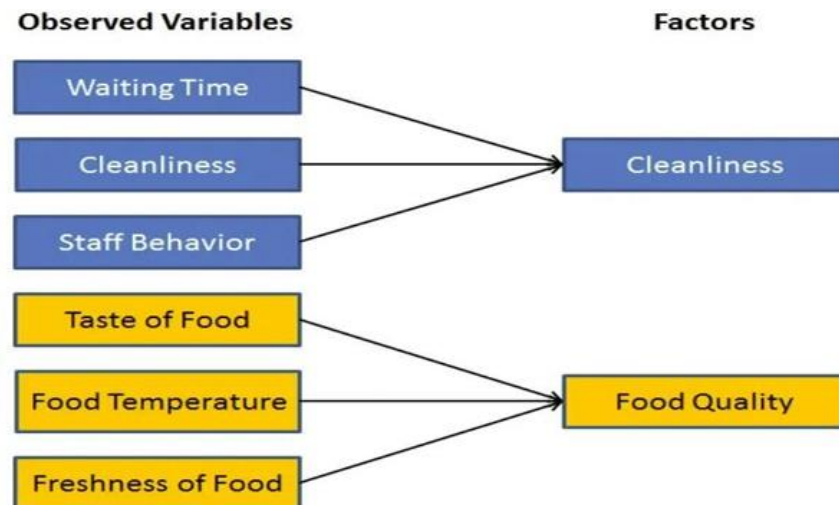 Observed Variables
Factors
Waiting Time
Cleanliness
Staff Behavior
Cleanliness
Taste of Food
Food Temperature
Freshness of Food
Food Quality